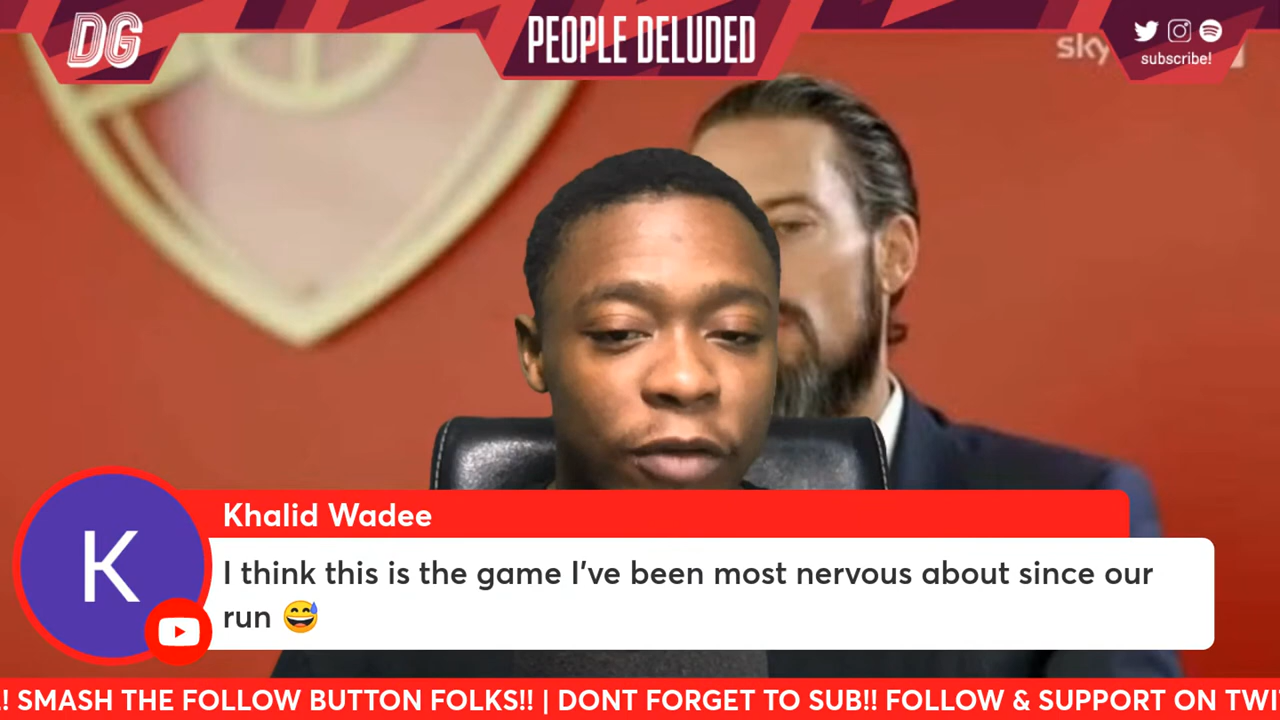 DG
PEOPLE DELUDED
sky
subscribe!
K
Khalid Wadee
I think this is the game I've been most nervous about since our
run 😅
! SMASH THE FOLLOW BUTTON FOLKS!! | DONT FORGET TO SUB!! FOLLOW & SUPPORT ON TWI